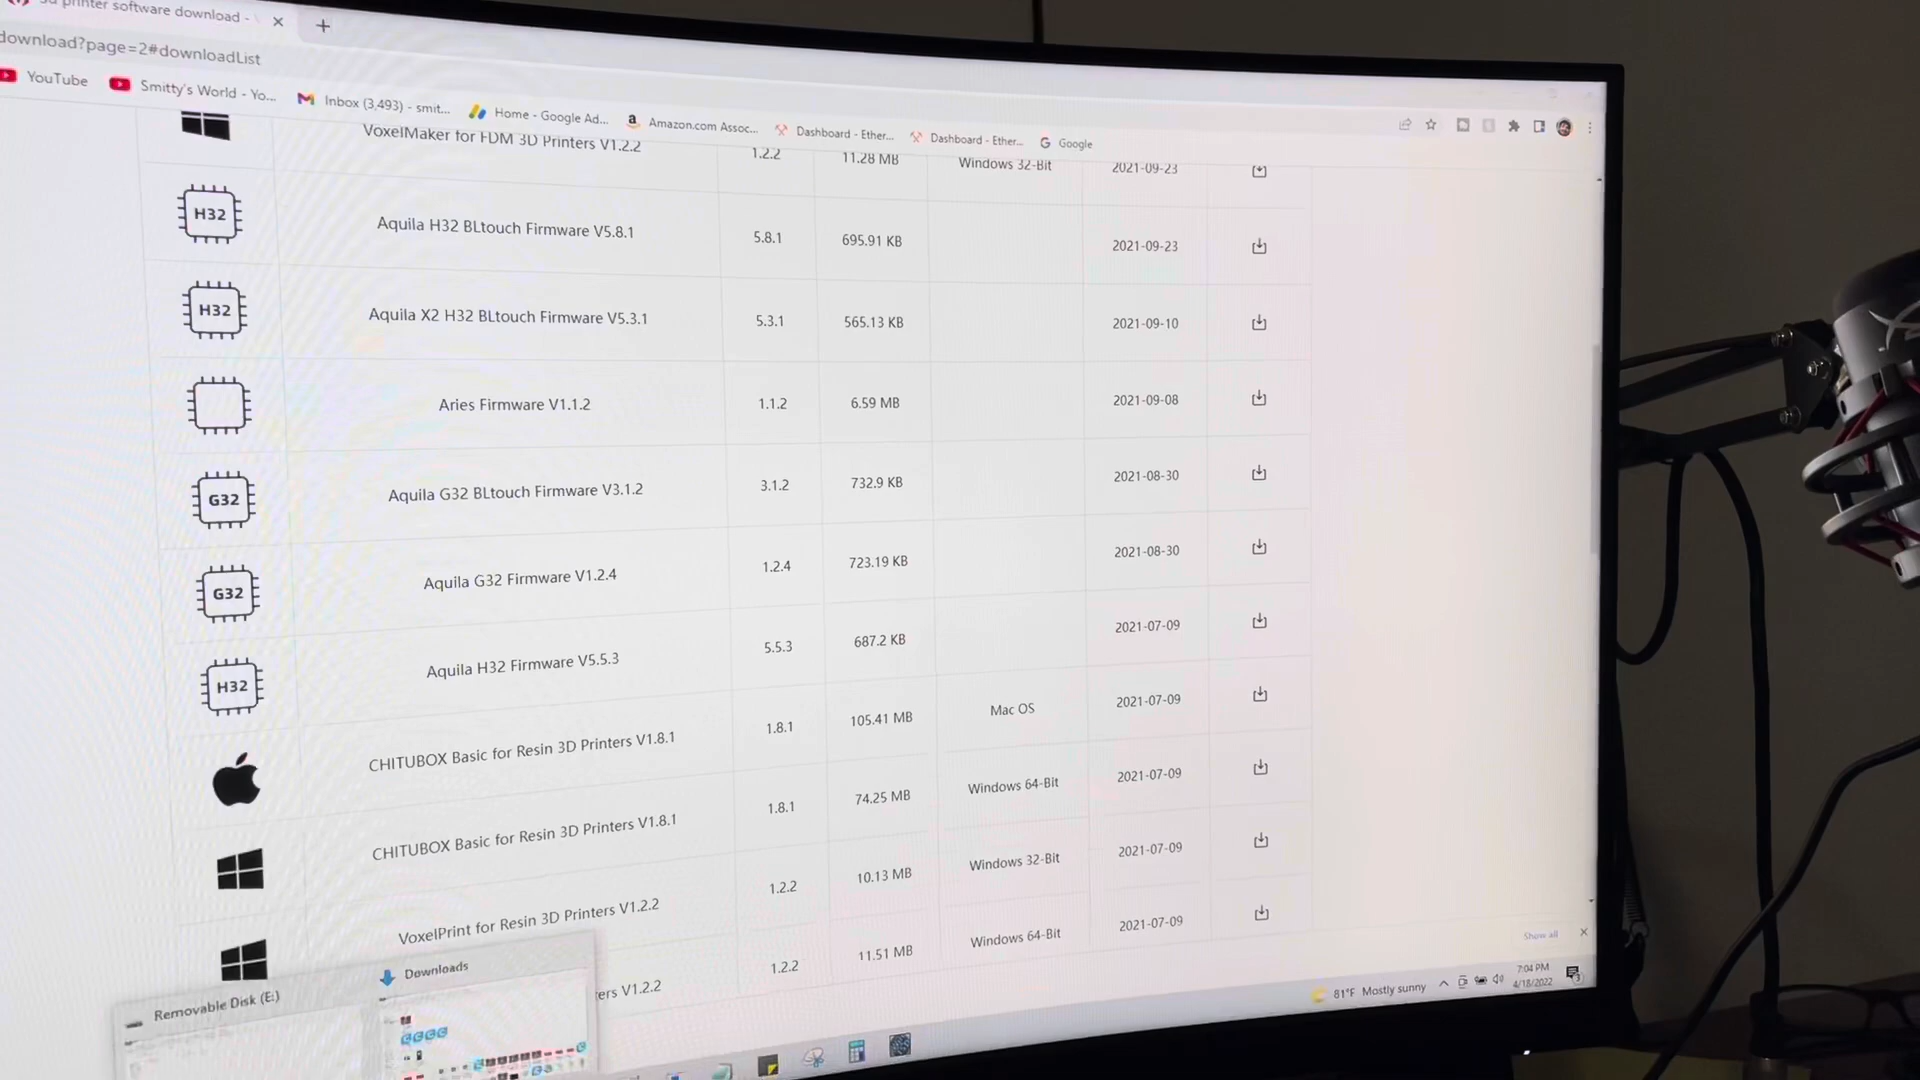 3d printer software download -
download?page=2#downloadList
YouTube Smitty's World - Yo... Inbox (3,493) - smit... Home - Google Ad... Amazon.com Assoc... Dashboard - Ether... Dashboard - Ether... Google
VoxelMaker for FDM 3D Printers V1.2.2 1.2.2 11.28 MB Windows 32-Bit 2021-09-23
H32 Aquila H32 BLtouch Firmware V5.8.1 5.8.1 695.91 KB 2021-09-23
H32 Aquila X2 H32 BLtouch Firmware V5.3.1 5.3.1 565.13 KB 2021-09-10
Aries Firmware V1.1.2 1.1.2 6.59 MB 2021-09-08
G32 Aquila G32 BLtouch Firmware V3.1.2 3.1.2 732.9 KB 2021-08-30
G32 Aquila G32 Firmware V1.2.4 1.2.4 723.19 KB 2021-08-30
H32 Aquila H32 Firmware V5.5.3 5.5.3 687.2 KB 2021-07-09
CHITUBOX Basic for Resin 3D Printers V1.8.1 1.8.1 105.41 MB Mac OS 2021-07-09
CHITUBOX Basic for Resin 3D Printers V1.8.1 1.8.1 74.25 MB Windows 64-Bit 2021-07-09
VoxelPrint for Resin 3D Printers V1.2.2 1.2.2 10.13 MB Windows 32-Bit 2021-07-09
ters V1.2.2 1.2.2 11.51 MB Windows 64-Bit 2021-07-09
Show all
Removable Disk (E:) Downloads
81°F Mostly sunny 7:04 PM
4/18/2022